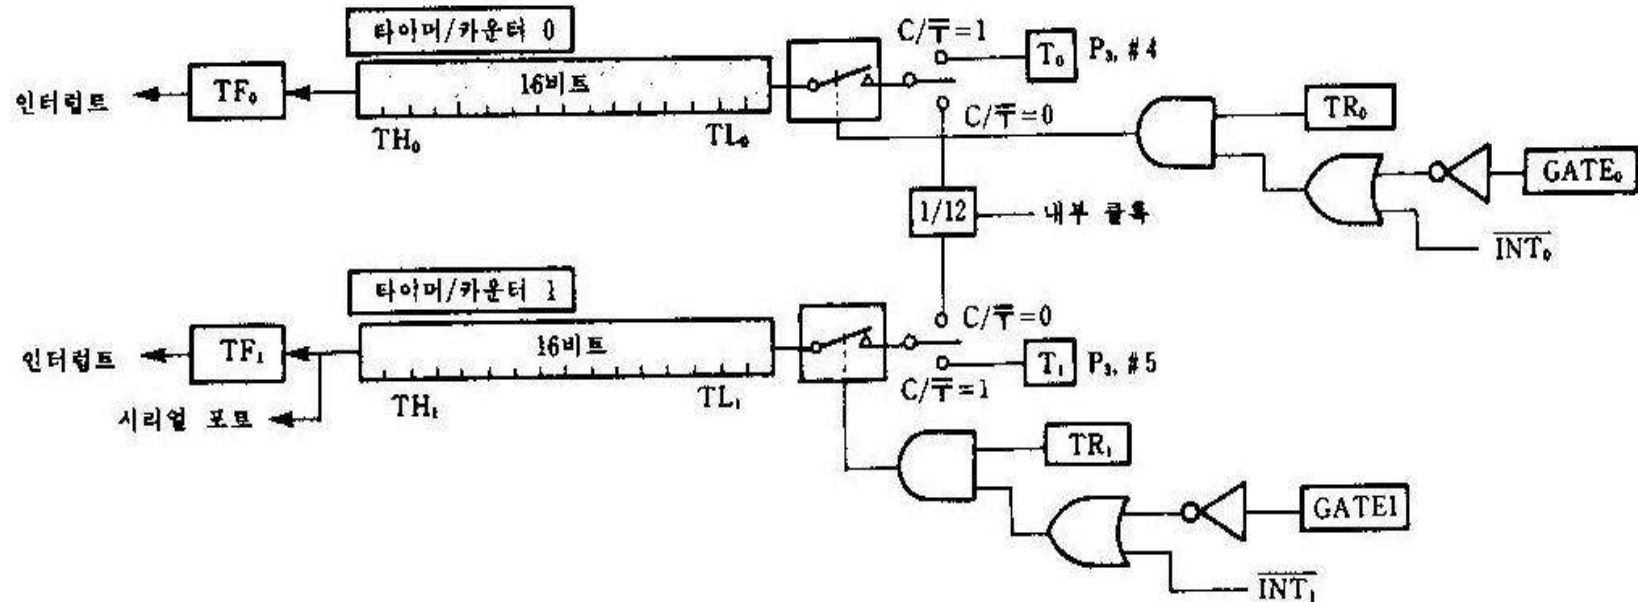 타이머/카운터 0
C/T̅=1
T₀ P₃, #4
인터럽트
TF₀
16비트
TH₀
TL₀
C/T̅=0
TR₀
GATE₀
1/12
내부 클록
I̅N̅T̅₀
타이머/카운터 1
C/T̅=0
인터럽트
TF₁
16비트
T₁ P₃, #5
C/T̅=1
TH₁
TL₁
시리얼 포트
TR₁
GATE1
I̅N̅T̅₁